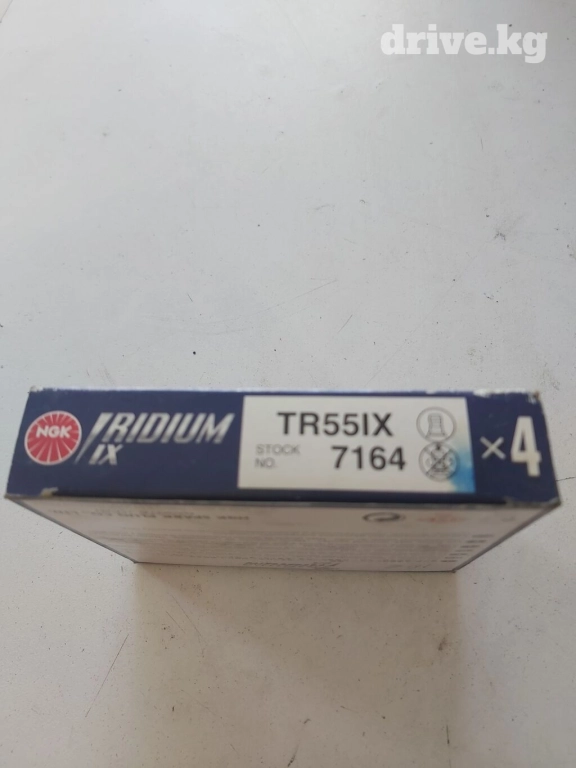 drive.kg
NGK
IRIDIUM
IX
TR55IX
STOCK NO. 7164
×4